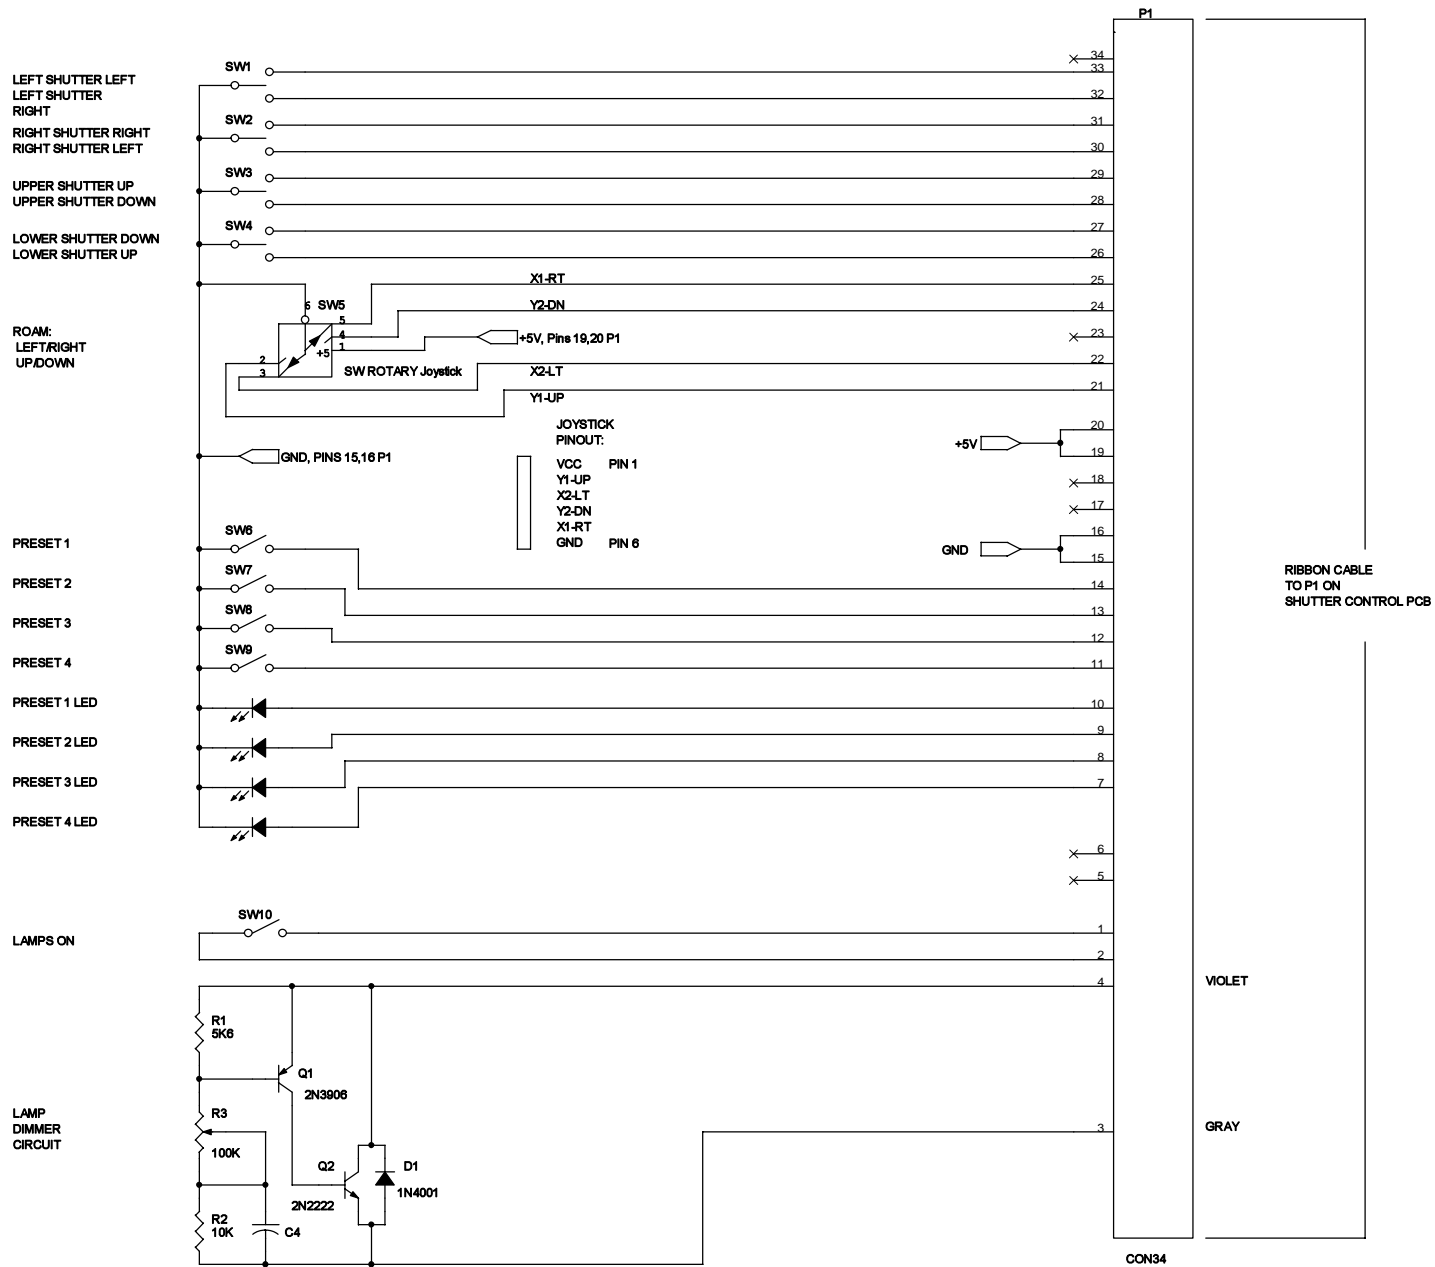 P1
34
33
SW1
LEFT SHUTTER LEFT
LEFT SHUTTER
RIGHT
32
SW2
31
RIGHT SHUTTER RIGHT
RIGHT SHUTTER LEFT
30
SW3
29
UPPER SHUTTER UP
UPPER SHUTTER DOWN
28
SW4
27
LOWER SHUTTER DOWN
LOWER SHUTTER UP
26
X1-RT
25
6
SW5
Y2-DN
24
5
ROAM:
LEFT/RIGHT
UP/DOWN
4
+5V, Pins 19,20 P1
23
1
+5
2
22
3
SW ROTARY Joystick
X2-LT
21
Y1-UP
JOYSTICK
PINOUT:
20
+5V
19
GND, PINS 15,16 P1
VCC PIN 1
Y1-UP
X2-LT
Y2-DN
X1-RT
GND PIN 6
18
17
16
GND
15
PRESET 1
SW6
14
PRESET 2
SW7
13
PRESET 3
SW8
12
PRESET 4
SW9
11
RIBBON CABLE
TO P1 ON
SHUTTER CONTROL PCB
PRESET 1 LED
10
PRESET 2 LED
9
PRESET 3 LED
8
PRESET 4 LED
7
6
5
SW10
LAMPS ON
1
2
4
VIOLET
R1
5K6
Q1
2N3906
LAMP
DIMMER
CIRCUIT
R3
100K
3
GRAY
Q2
2N2222
D1
1N4001
R2
10K
C4
CON34